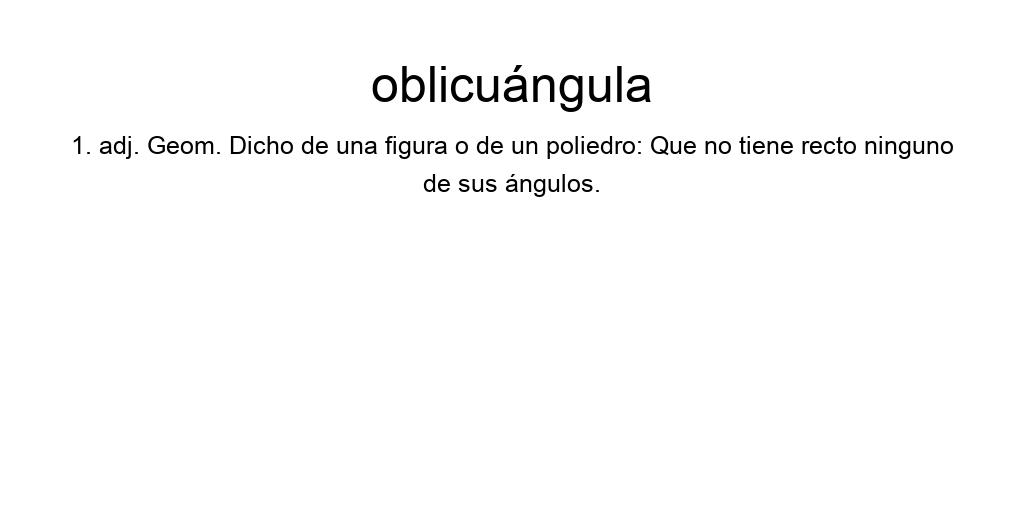 oblicuángula
1. adj. Geom. Dicho de una figura o de un poliedro: Que no tiene recto ninguno
de sus ángulos.